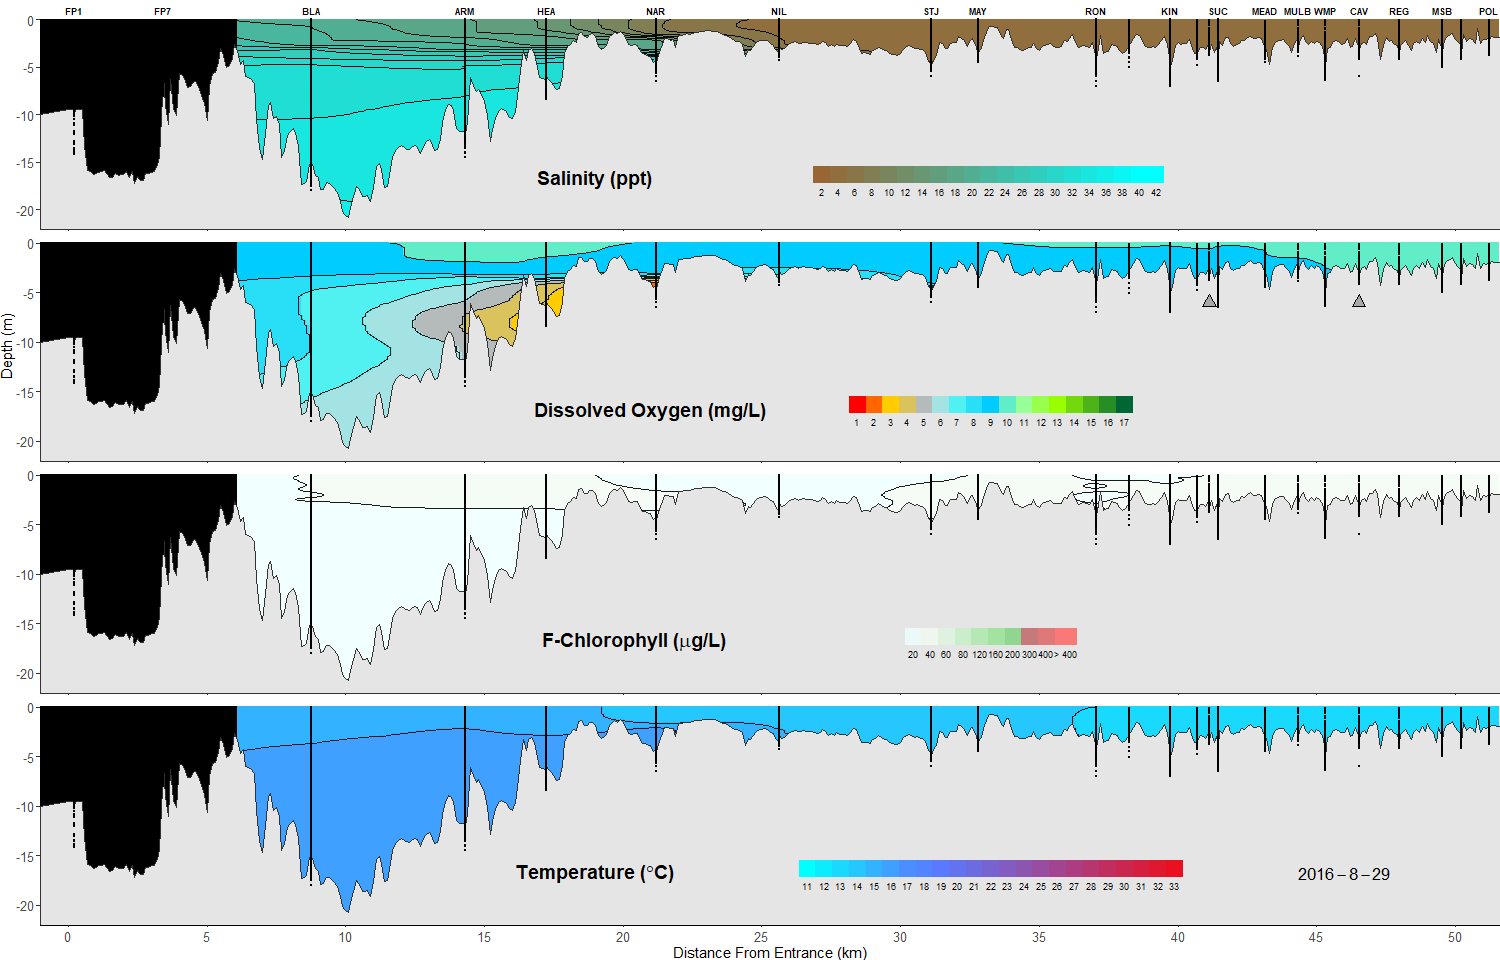 FP1 FP7 BLA ARM HEA NAR NIL STJ MAY RON KIN SUC MEAD MULB WMP CAV REG MSB POL
0
-5
-10
-15
-20
Salinity (ppt)
2 4 6 8 10 12 14 16 18 20 22 24 26 28 30 32 34 36 38 40 42
0
-5
-10
-15
-20
Dissolved Oxygen (mg/L)
1 2 3 4 5 6 7 8 9 10 11 12 13 14 15 16 17
Depth (m)
0
-5
-10
-15
-20
F-Chlorophyll (μg/L)
20 40 60 80 120 160 200 300 400 > 400
0
-5
-10
-15
-20
Temperature (°C)
11 12 13 14 15 16 17 18 19 20 21 22 23 24 25 26 27 28 29 30 31 32 33
2016-8-29
0 5 10 15 20 25 30 35 40 45 50
Distance From Entrance (km)